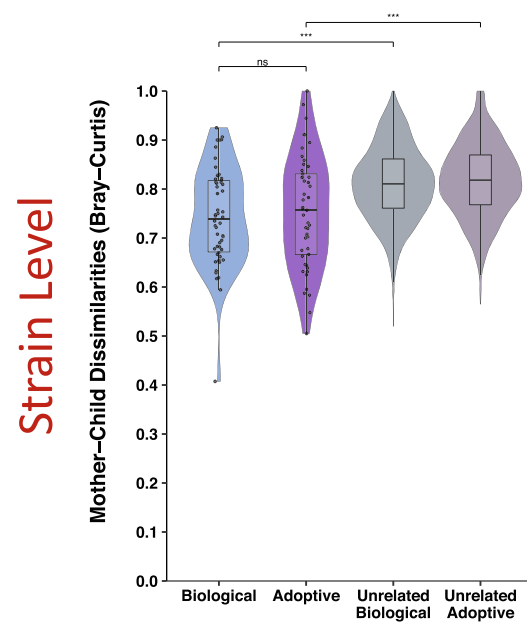 ***
***
ns
Strain Level
Mother–Child Dissimilarities (Bray–Curtis)
1.0
0.9
0.8
0.7
0.6
0.5
0.4
0.3
0.2
0.1
0.0
Biological
Adoptive
Unrelated
Biological
Unrelated
Adoptive